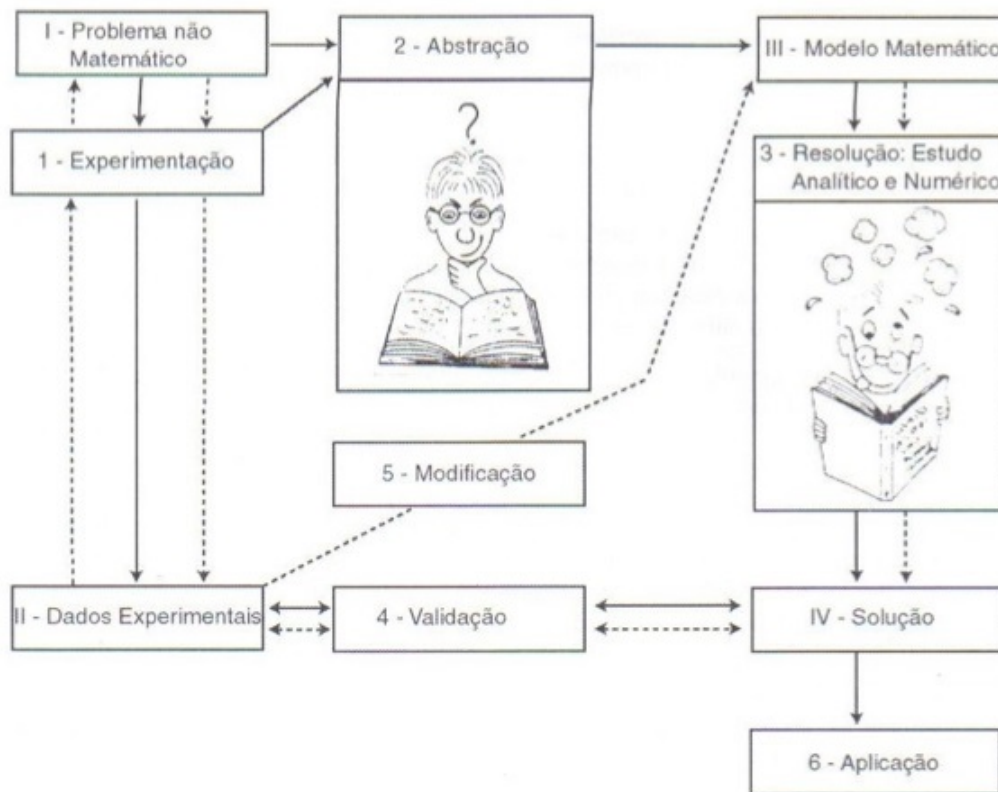 I - Problema não
Matemático
2 - Abstração
III - Modelo Matemático
1 - Experimentação
3 - Resolução: Estudo
Analítico e Numérico
?
5 - Modificação
II - Dados Experimentais
4 - Validação
IV - Solução
6 - Aplicação